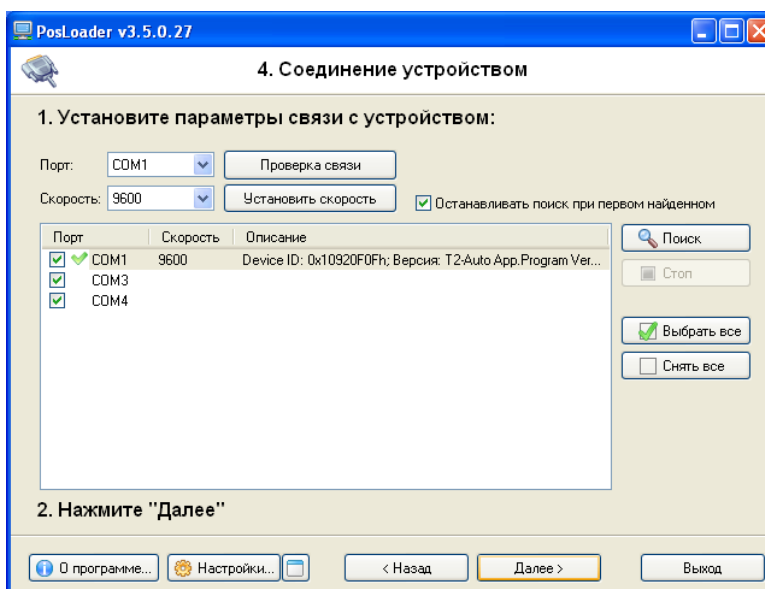 PosLoader v3.5.0.27
4. Соединение устройством
1. Установите параметры связи с устройством:
Порт: COM1 Проверка связи
Скорость: 9600 Установить скорость Останавливать поиск при первом найденном
Порт Скорость Описание Поиск
COM1 9600 Device ID: 0x10920F0Fh; Версия: T2-Auto App.Program Ver...
COM3 Стоп
COM4
Выбрать все
Снять все
2. Нажмите "Далее"
О программе... Настройки... < Назад Далее > Выход